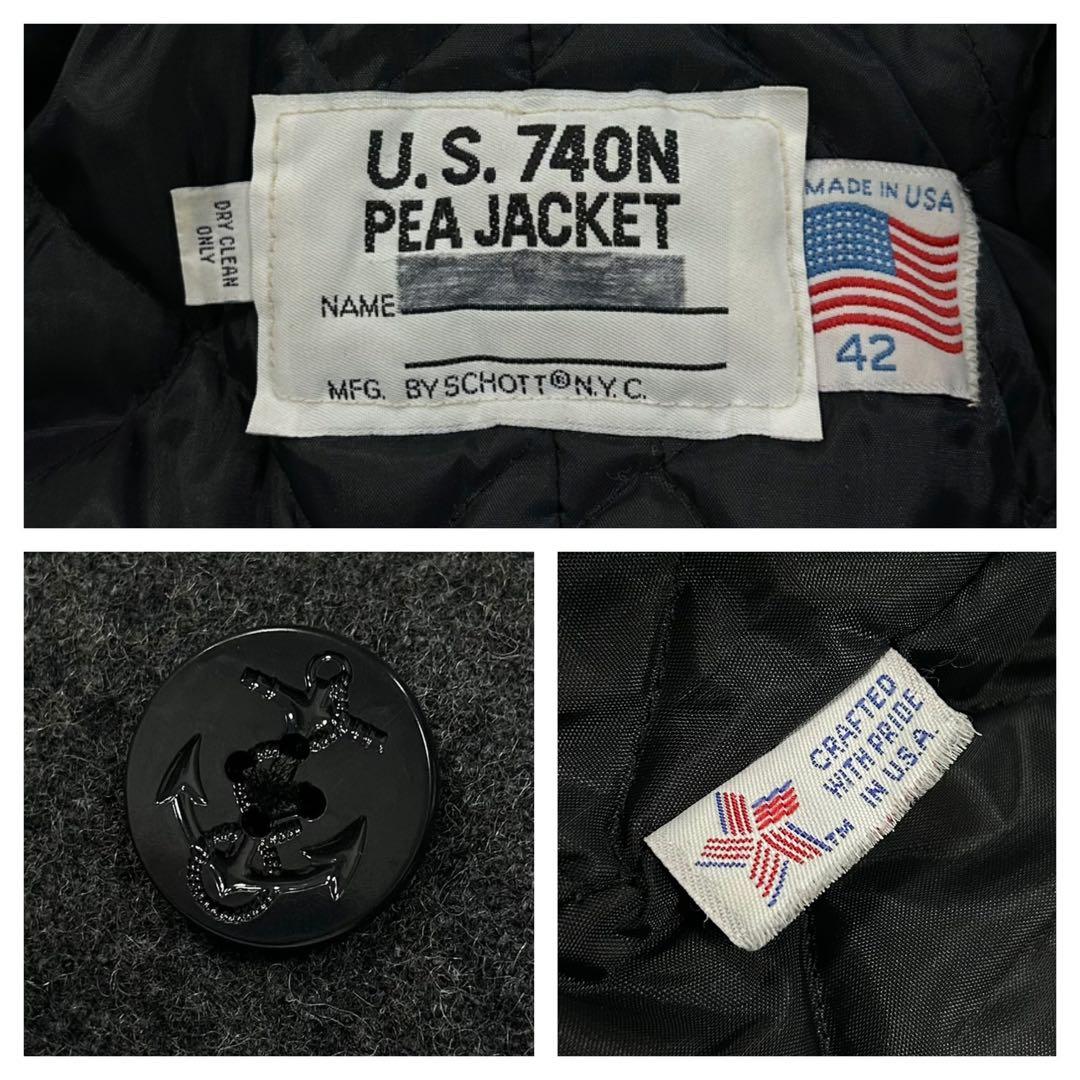 U.S. 740N
PEA JACKET
NAME
MFG. BY SCHOTT® N.Y.C.
DRY CLEAN
ONLY
MADE IN USA
42
CRAFTED
WITH PRIDE
IN U.S.A.
TM